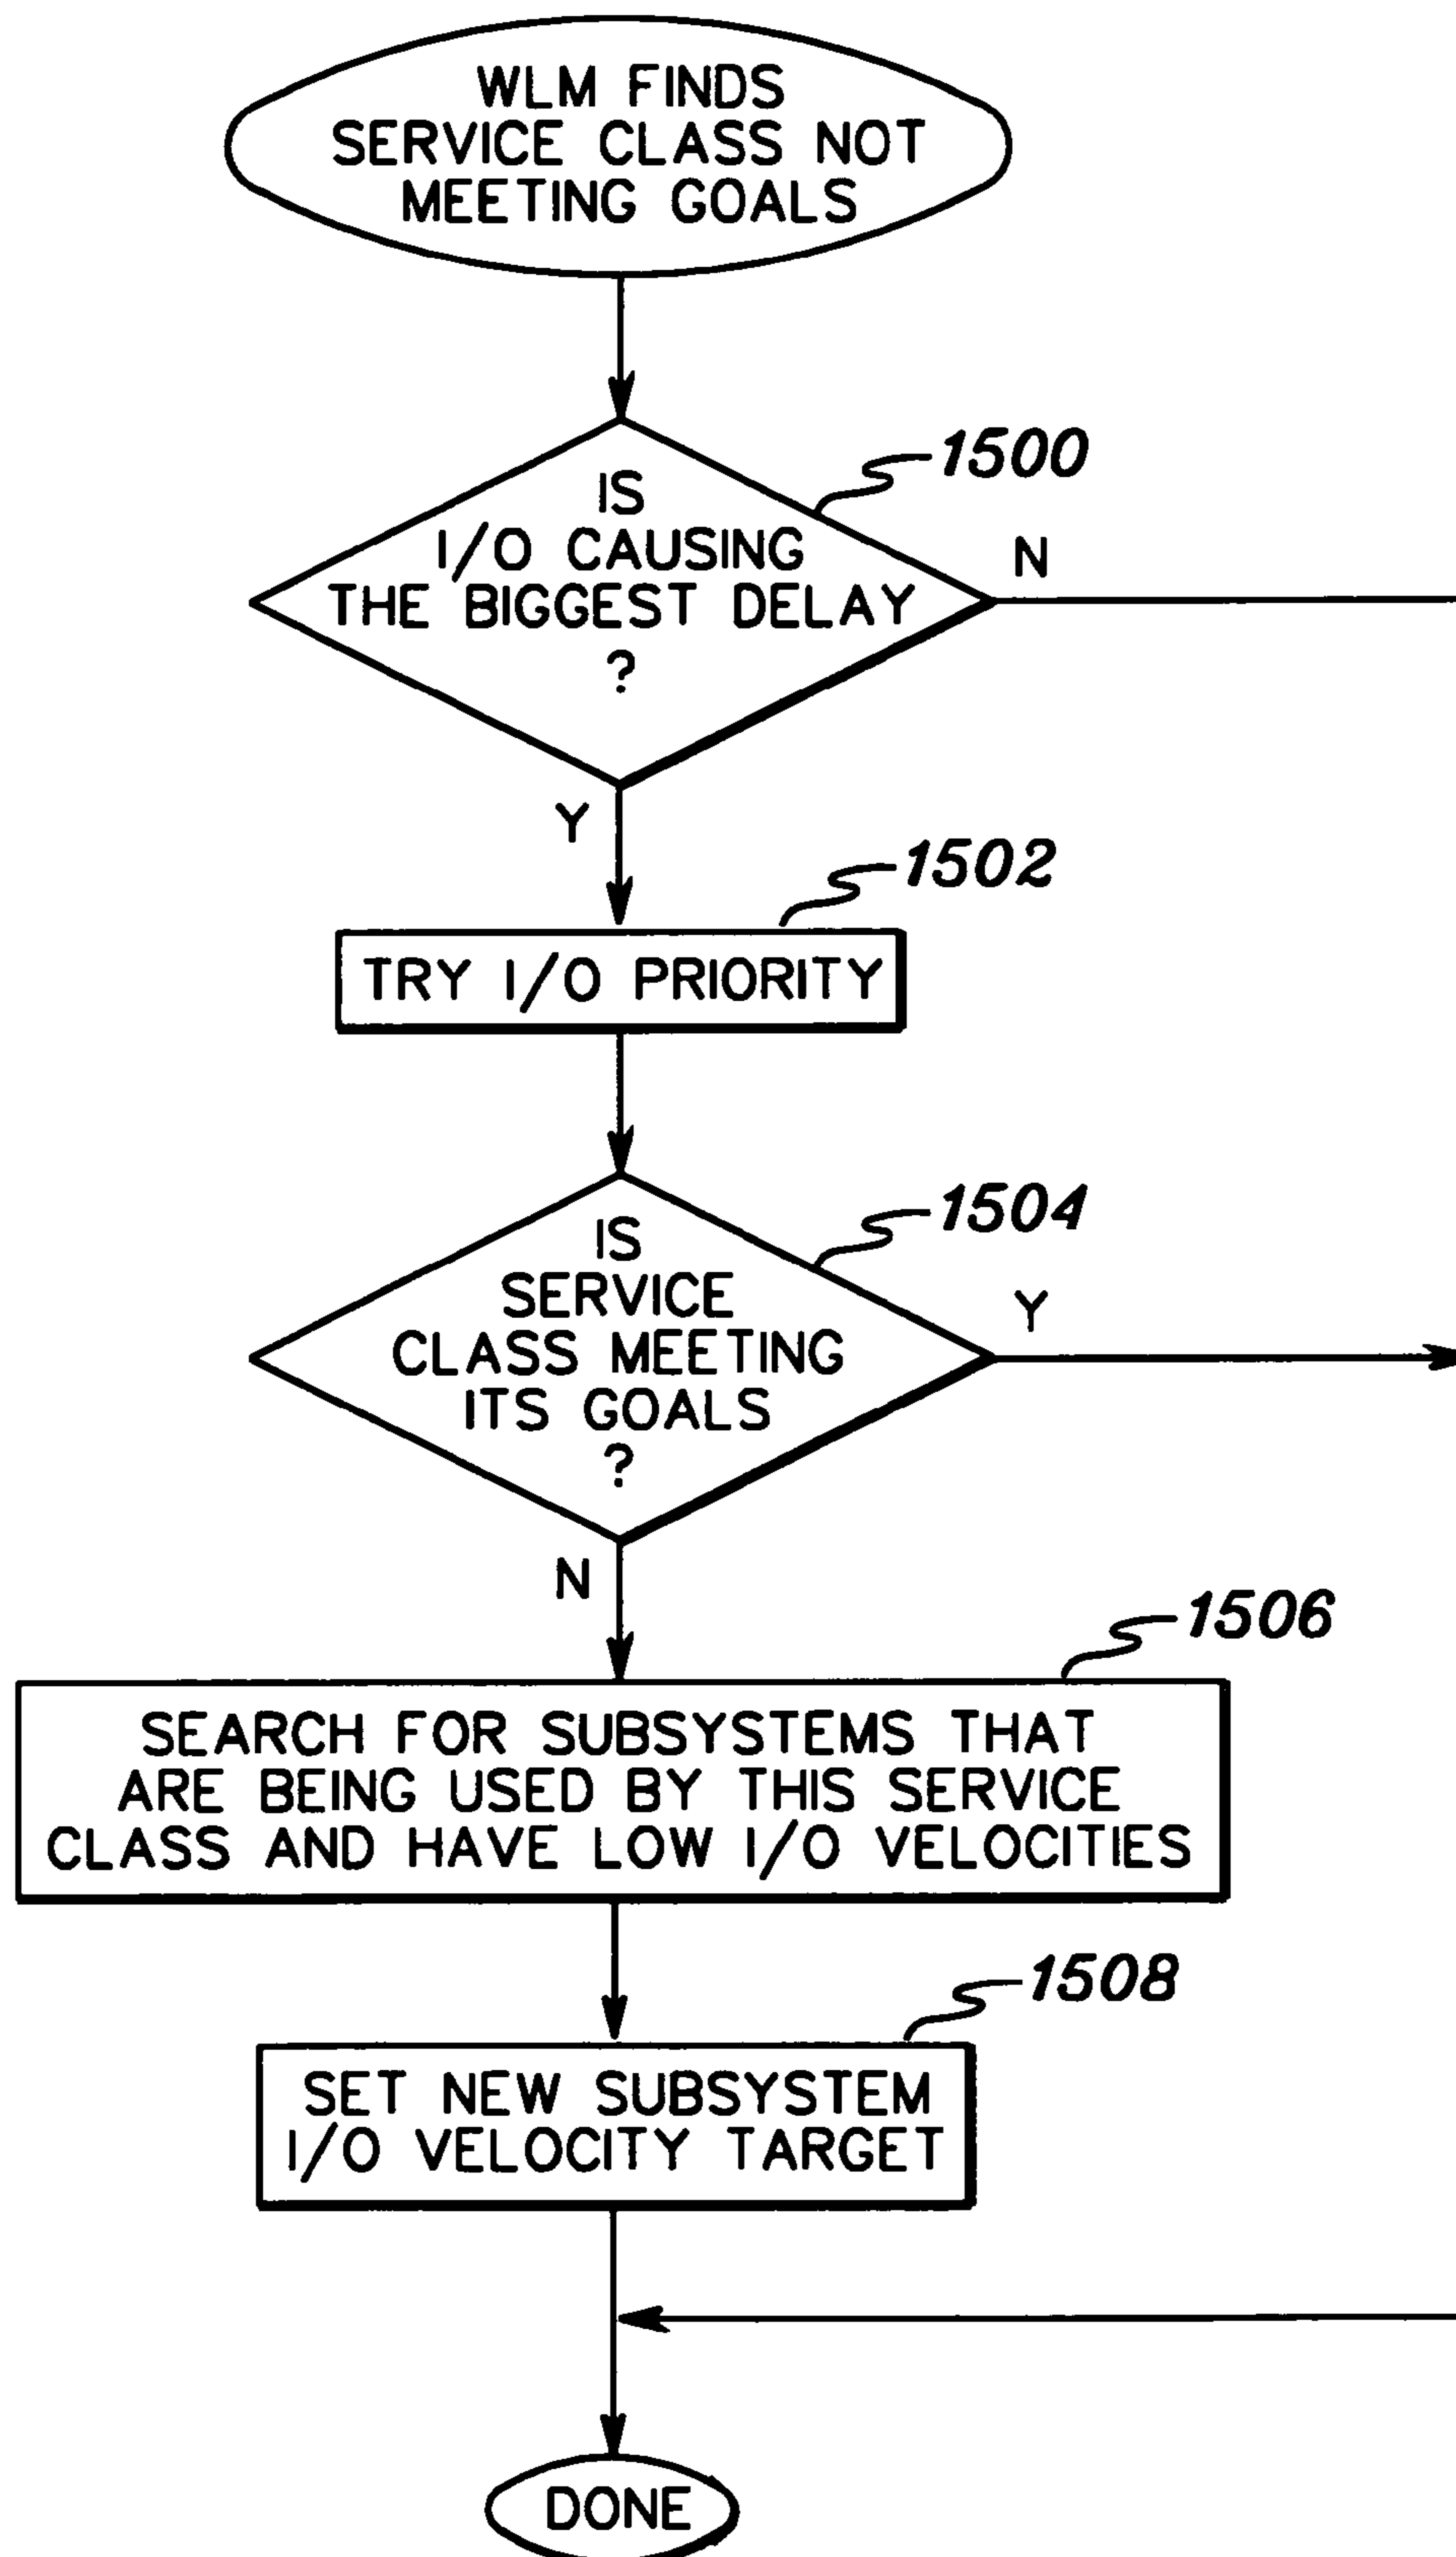 WLM FINDS
SERVICE CLASS NOT
MEETING GOALS
1500
IS
I/O CAUSING
THE BIGGEST DELAY
?
N
Y
1502
TRY I/O PRIORITY
1504
IS
SERVICE
CLASS MEETING
ITS GOALS
?
Y
N
1506
SEARCH FOR SUBSYSTEMS THAT
ARE BEING USED BY THIS SERVICE
CLASS AND HAVE LOW I/O VELOCITIES
1508
SET NEW SUBSYSTEM
I/O VELOCITY TARGET
DONE